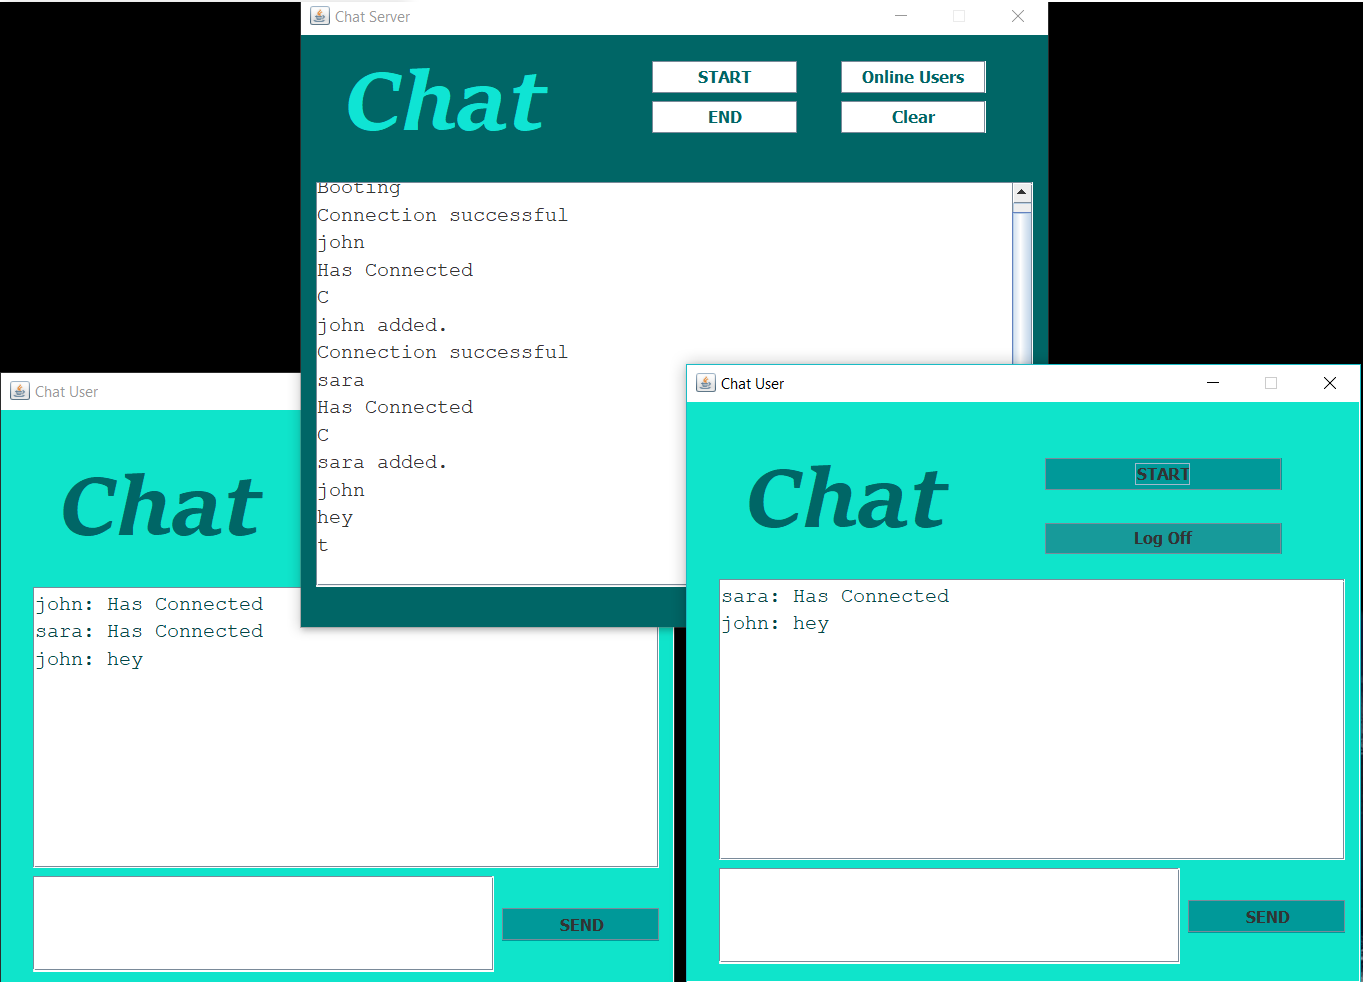 Chat Server
Chat
START
Online Users
END
Clear
Booting
Connection successful
john
Has Connected
C
john added.
Connection successful
sara
Has Connected
C
sara added.
john
hey
t
Chat User
Chat
john: Has Connected
sara: Has Connected
john: hey
SEND
Chat User
Chat
START
Log Off
sara: Has Connected
john: hey
SEND